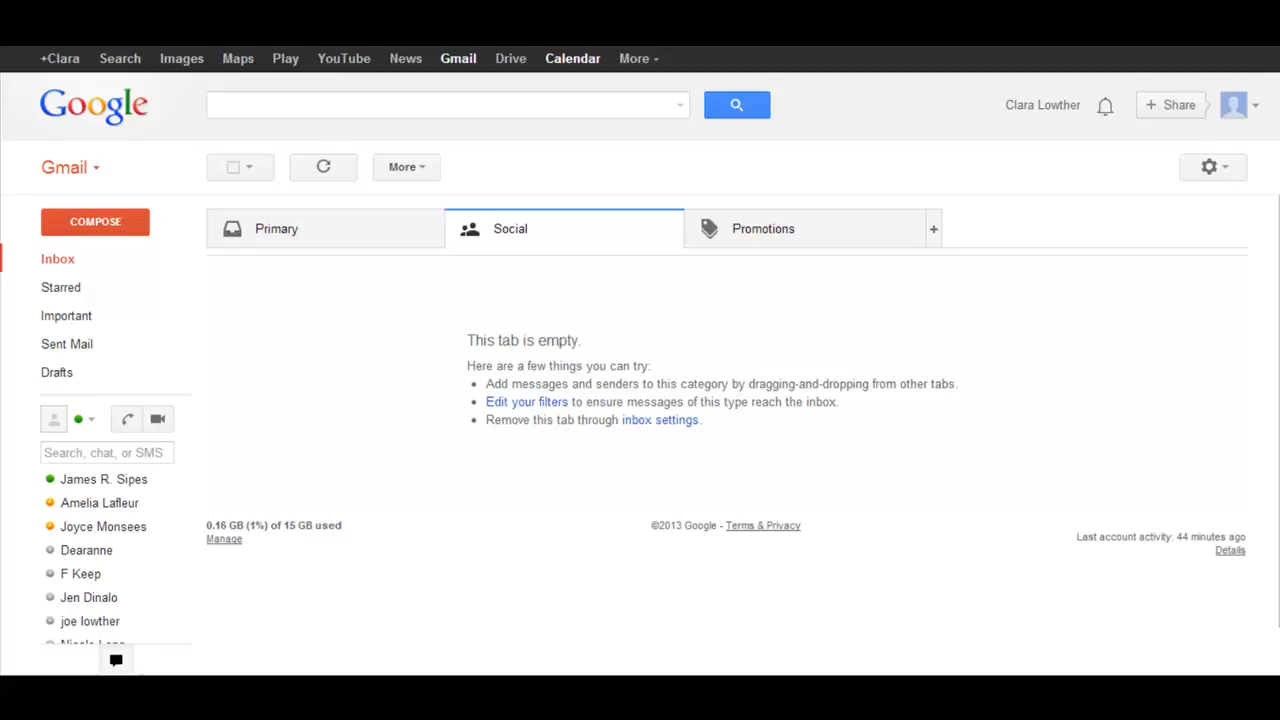 +Clara Search Images Maps Play YouTube News Gmail Drive Calendar More
Google
Clara Lowther
+ Share
Gmail
More
COMPOSE
Primary
Social
Promotions
+
Inbox
Starred
Important
Sent Mail
Drafts
This tab is empty.
Here are a few things you can try:
Add messages and senders to this category by dragging-and-dropping from other tabs.
Edit your filters to ensure messages of this type reach the inbox.
Remove this tab through inbox settings.
Search, chat, or SMS
James R. Sipes
Amelia Lafleur
Joyce Monsees
Dearanne
F Keep
Jen Dinalo
joe lowther
0.16 GB (1%) of 15 GB used
Manage
©2013 Google - Terms & Privacy
Last account activity: 44 minutes ago
Details